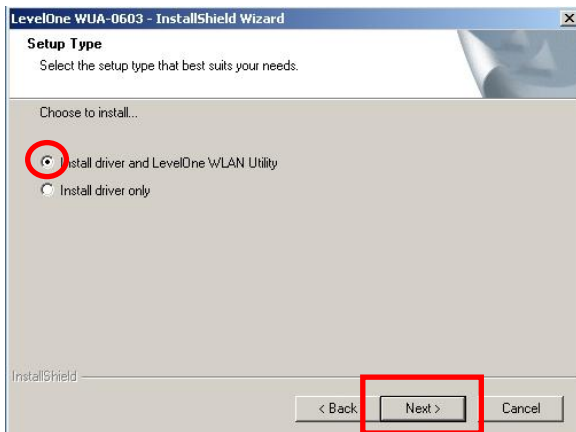 LevelOne WUA-0603 - InstallShield Wizard
Setup Type
Select the setup type that best suits your needs.
Choose to install...
Install driver and LevelOne WLAN Utility
Install driver only
InstallShield
< Back Next > Cancel